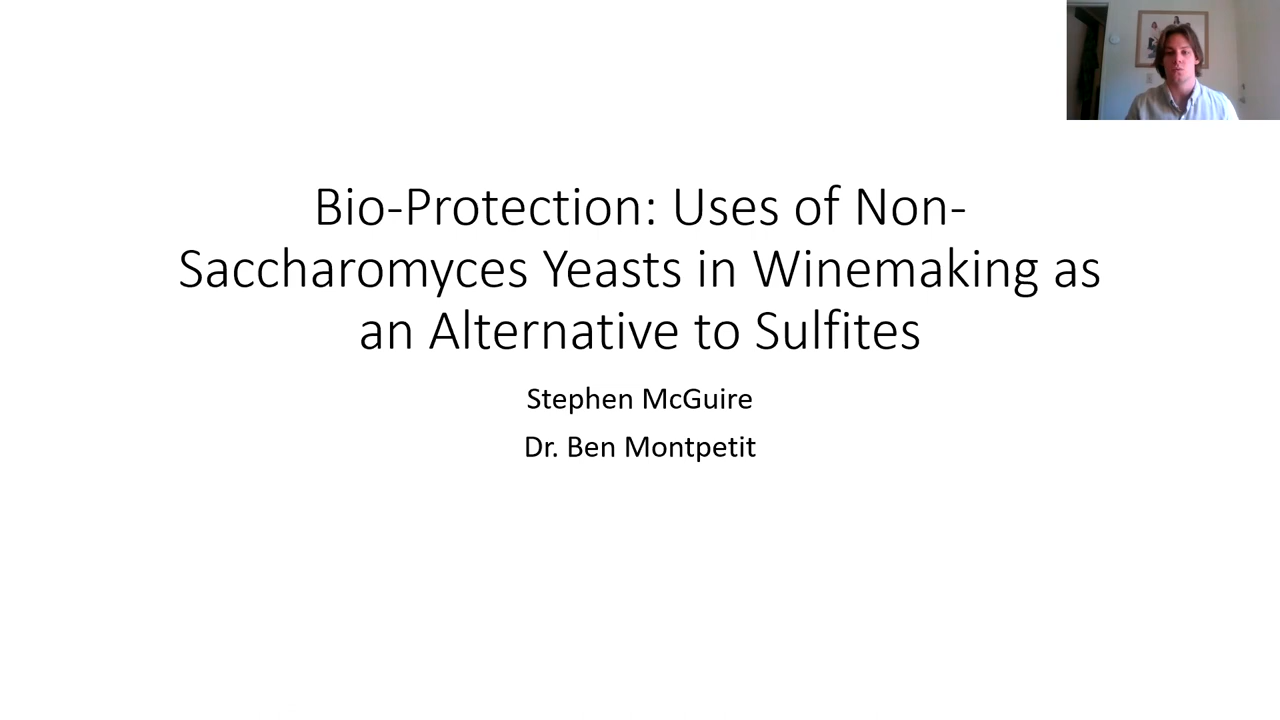 Bio-Protection: Uses of Non-
Saccharomyces Yeasts in Winemaking as
an Alternative to Sulfites
Stephen McGuire
Dr. Ben Montpetit